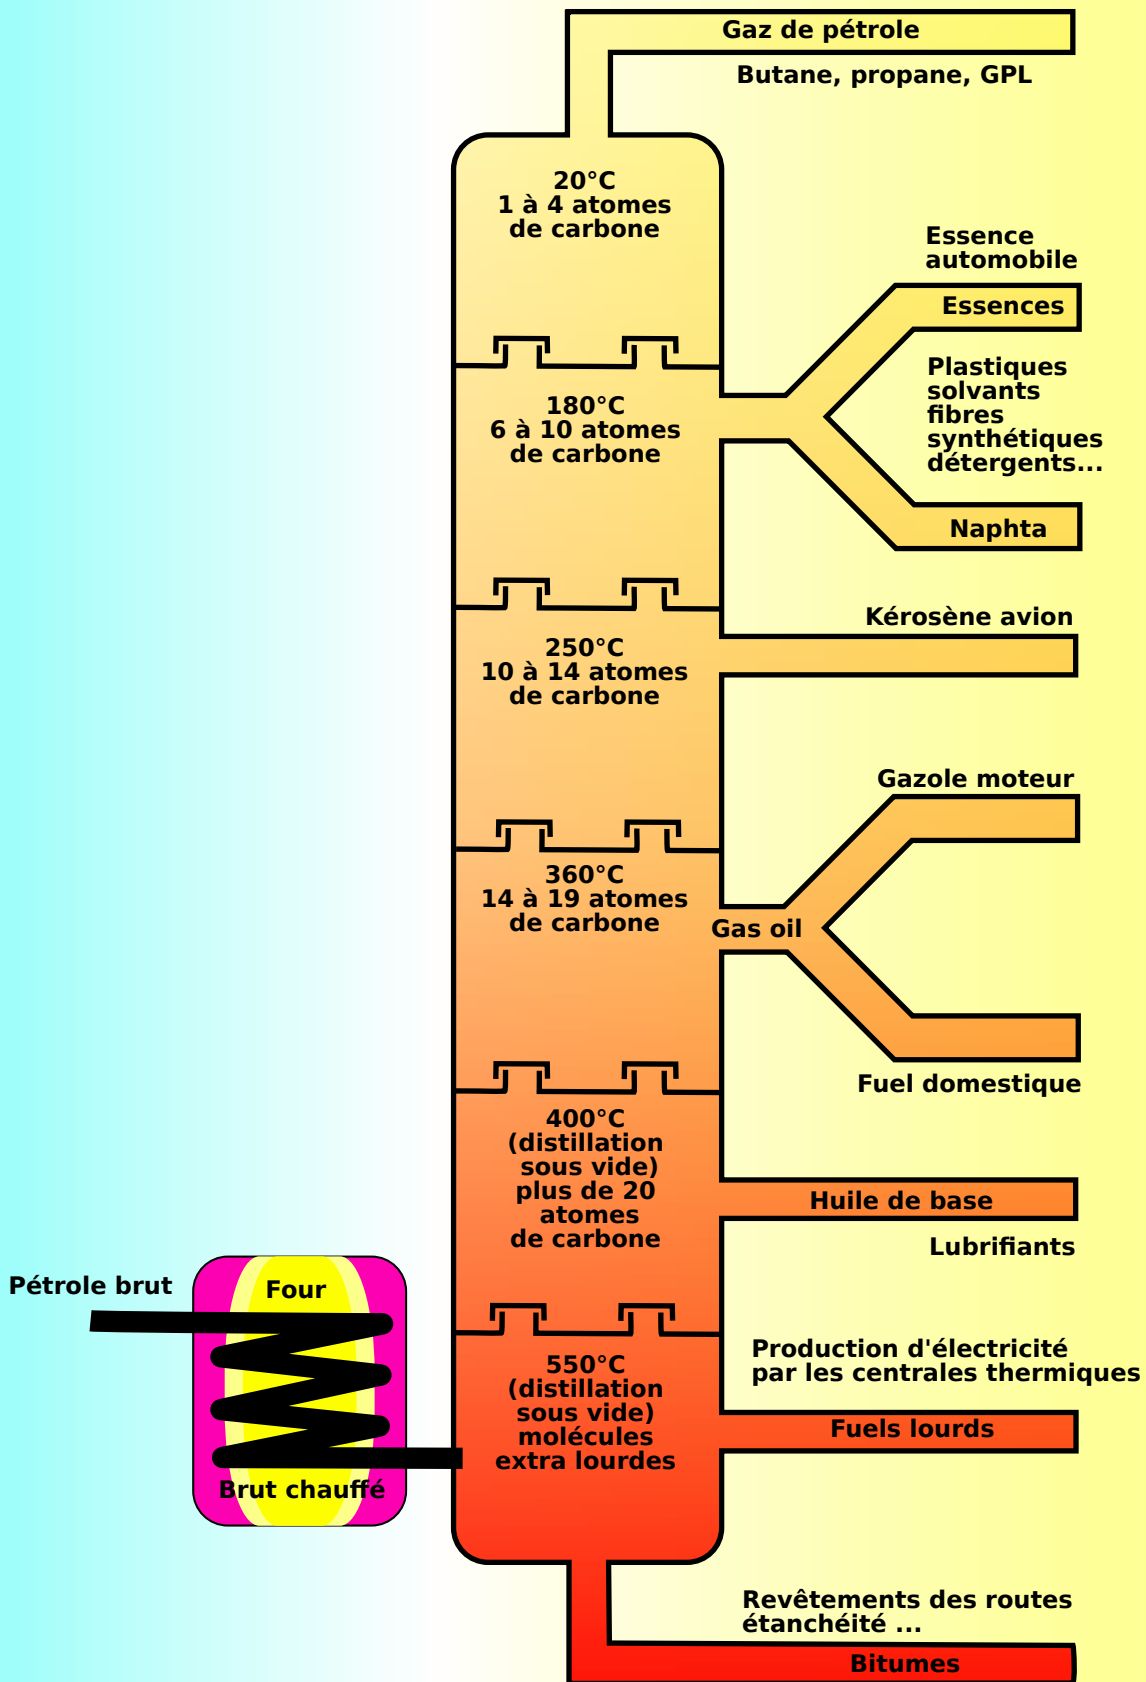 Gaz de pétrole
Butane, propane, GPL
20°C
1 à 4 atomes
de carbone
Essence
automobile
Essences
Plastiques
solvants
fibres
synthétiques
détergents...
Naphta
180°C
6 à 10 atomes
de carbone
Kérosène avion
250°C
10 à 14 atomes
de carbone
Gazole moteur
360°C
14 à 19 atomes
de carbone
Gas oil
Fuel domestique
400°C
(distillation
sous vide)
plus de 20
atomes
de carbone
Huile de base
Lubrifiants
Pétrole brut
Four
Brut chauffé
550°C
(distillation
sous vide)
molécules
extra lourdes
Production d'électricité
par les centrales thermiques
Fuels lourds
Revêtements des routes
étanchéité ...
Bitumes